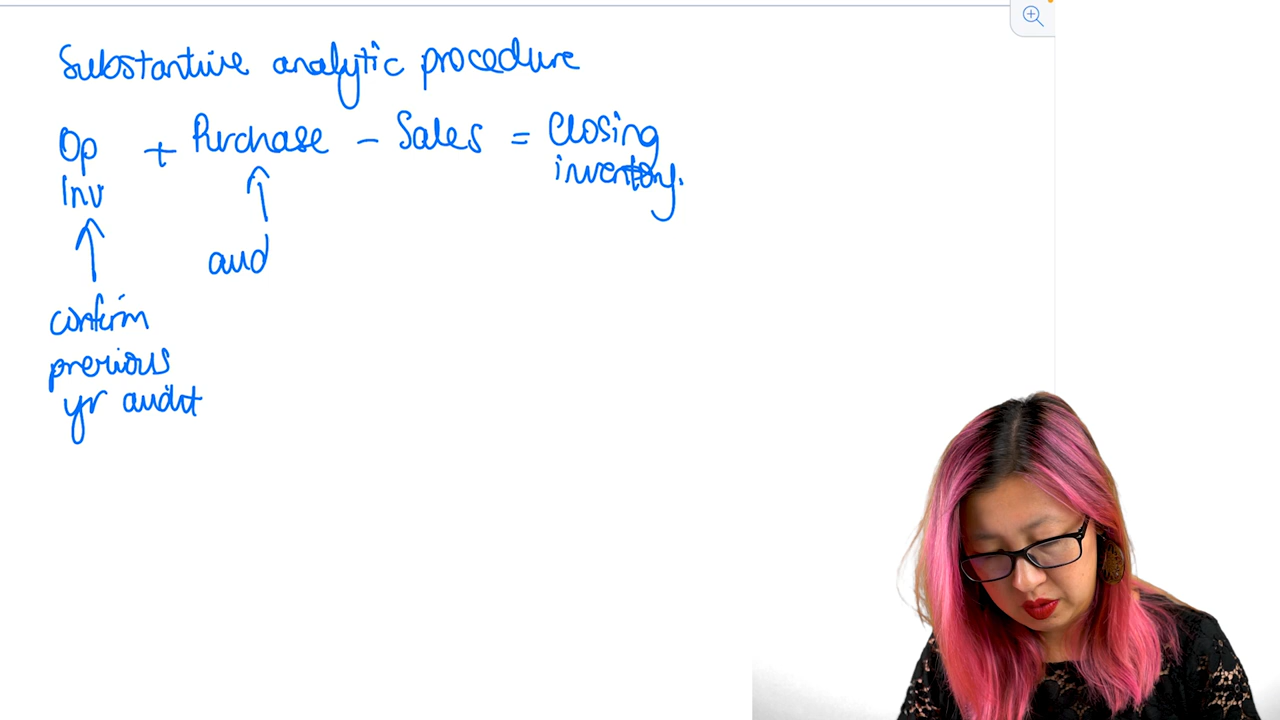 Substantive analytic procedure
Op + Purchase - Sales = Closing
Inv inventory.
aud
confirm
previous
yr audit